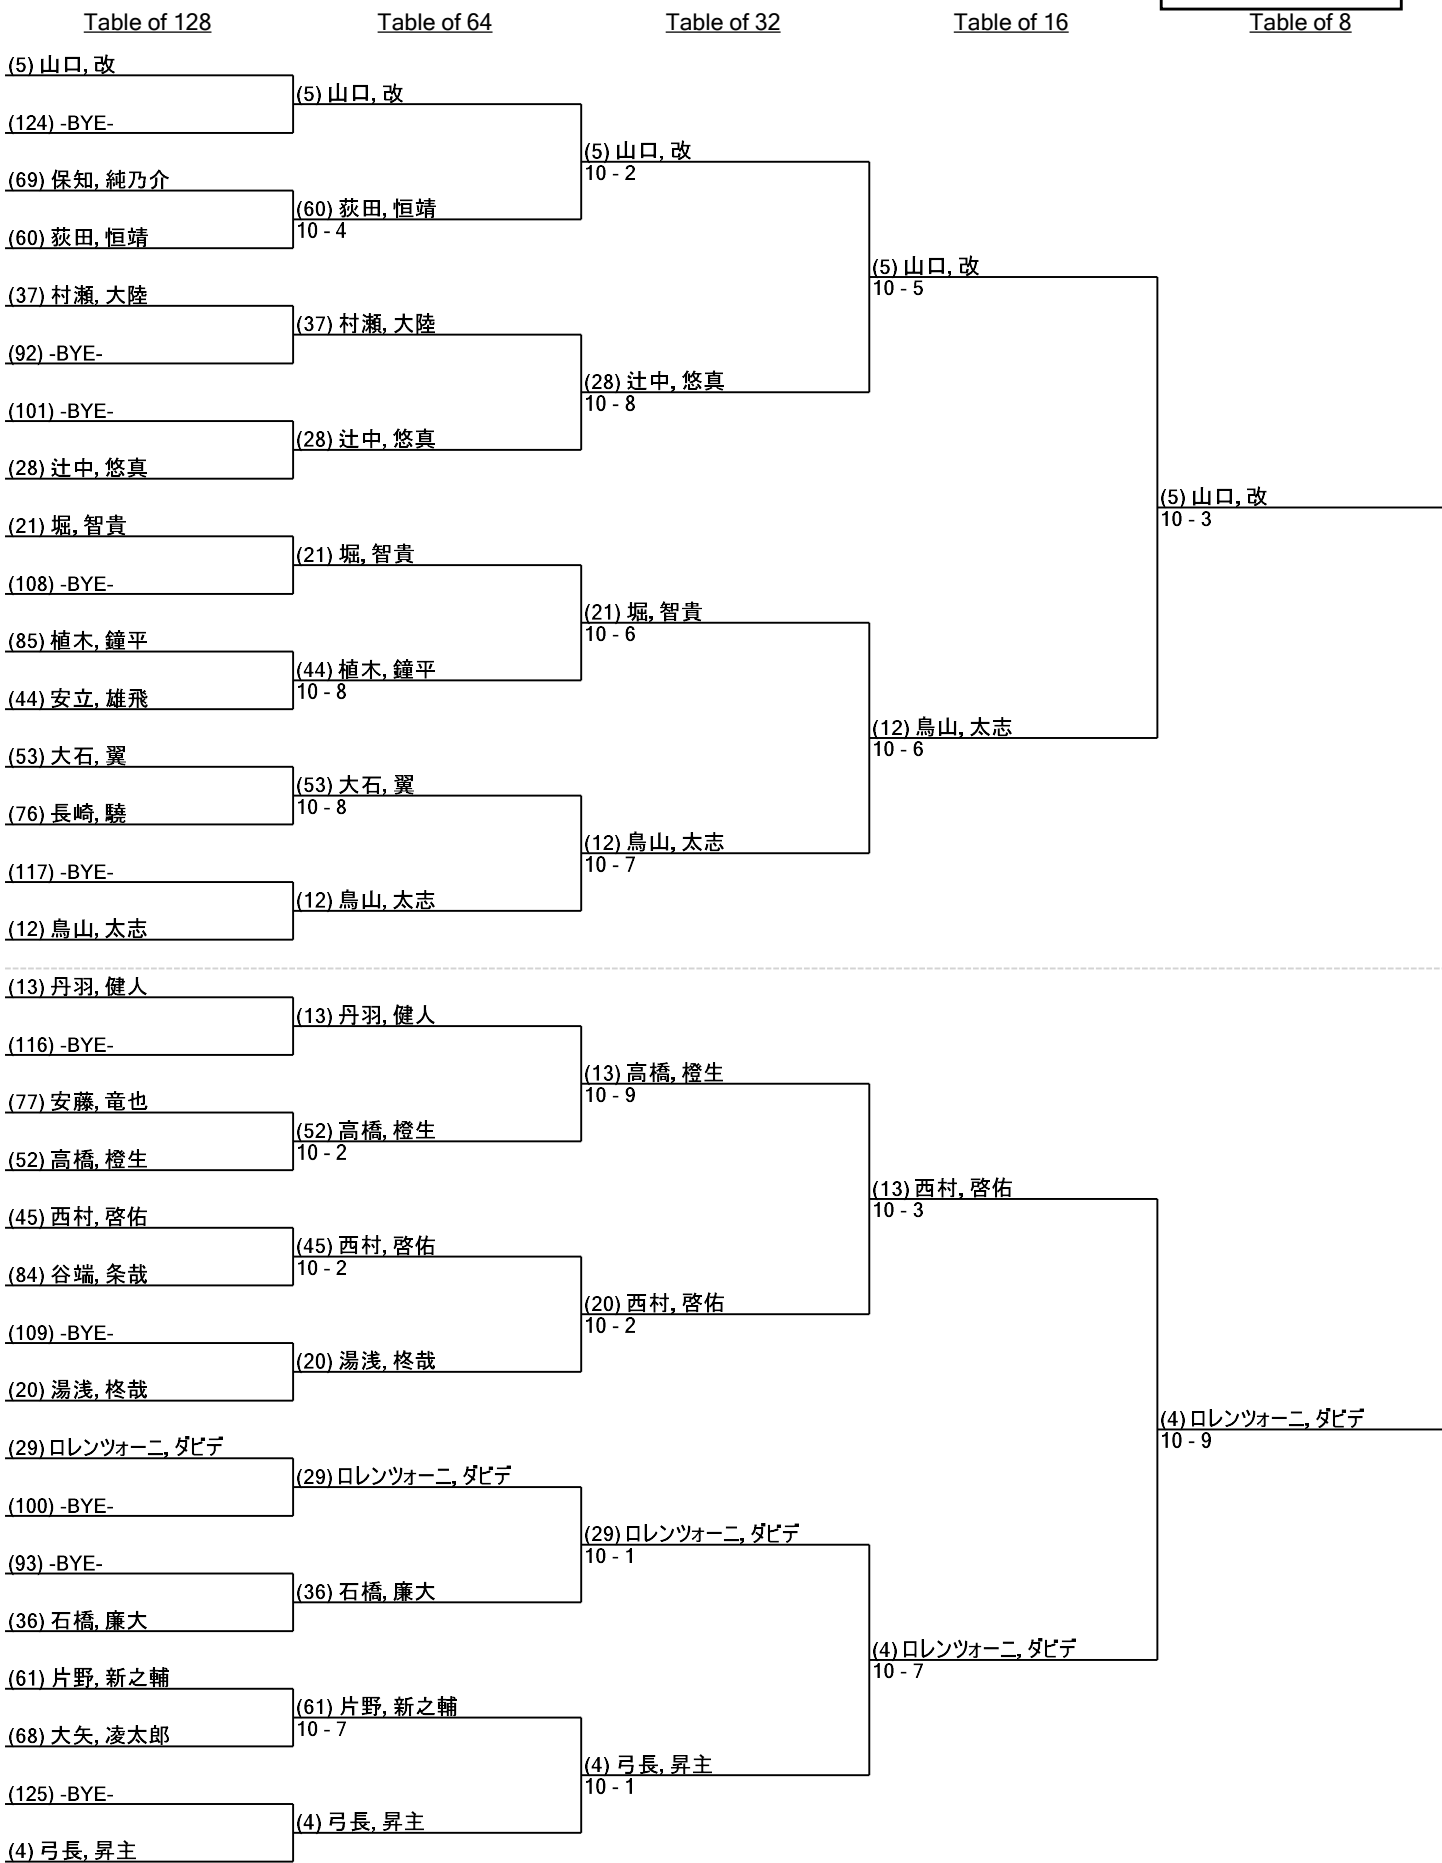 Table of 128
Table of 64
Table of 32
Table of 16
Table of 8
(5) 山口, 改
(5) 山口, 改
(124) -BYE-
(5) 山口, 改
10 - 2
(69) 保知, 純乃介
(60) 荻田, 恒靖
10 - 4
(60) 荻田, 恒靖
(5) 山口, 改
10 - 5
(37) 村瀬, 大陸
(37) 村瀬, 大陸
(92) -BYE-
(28) 辻中, 悠真
10 - 8
(101) -BYE-
(28) 辻中, 悠真
(28) 辻中, 悠真
(5) 山口, 改
10 - 3
(21) 堀, 智貴
(21) 堀, 智貴
(108) -BYE-
(21) 堀, 智貴
10 - 6
(85) 植木, 鐘平
(44) 植木, 鐘平
10 - 8
(44) 安立, 雄飛
(12) 鳥山, 太志
10 - 6
(53) 大石, 翼
(53) 大石, 翼
10 - 8
(76) 長崎, 驍
(12) 鳥山, 太志
10 - 7
(117) -BYE-
(12) 鳥山, 太志
(12) 鳥山, 太志
(13) 丹羽, 健人
(13) 丹羽, 健人
(116) -BYE-
(13) 高橋, 橙生
10 - 9
(77) 安藤, 竜也
(52) 高橋, 橙生
10 - 2
(52) 高橋, 橙生
(13) 西村, 啓佑
10 - 3
(45) 西村, 啓佑
(45) 西村, 啓佑
10 - 2
(84) 谷端, 条哉
(20) 西村, 啓佑
10 - 2
(109) -BYE-
(20) 湯浅, 柊哉
(20) 湯浅, 柊哉
(4) ロレンツォーニ, ダビデ
10 - 9
(29) ロレンツォーニ, ダビデ
(29) ロレンツォーニ, ダビデ
(100) -BYE-
(29) ロレンツォーニ, ダビデ
10 - 1
(93) -BYE-
(36) 石橋, 廉大
(36) 石橋, 廉大
(4) ロレンツォーニ, ダビデ
10 - 7
(61) 片野, 新之輔
(61) 片野, 新之輔
10 - 7
(68) 大矢, 凌太郎
(4) 弓長, 昇主
10 - 1
(125) -BYE-
(4) 弓長, 昇主
(4) 弓長, 昇主